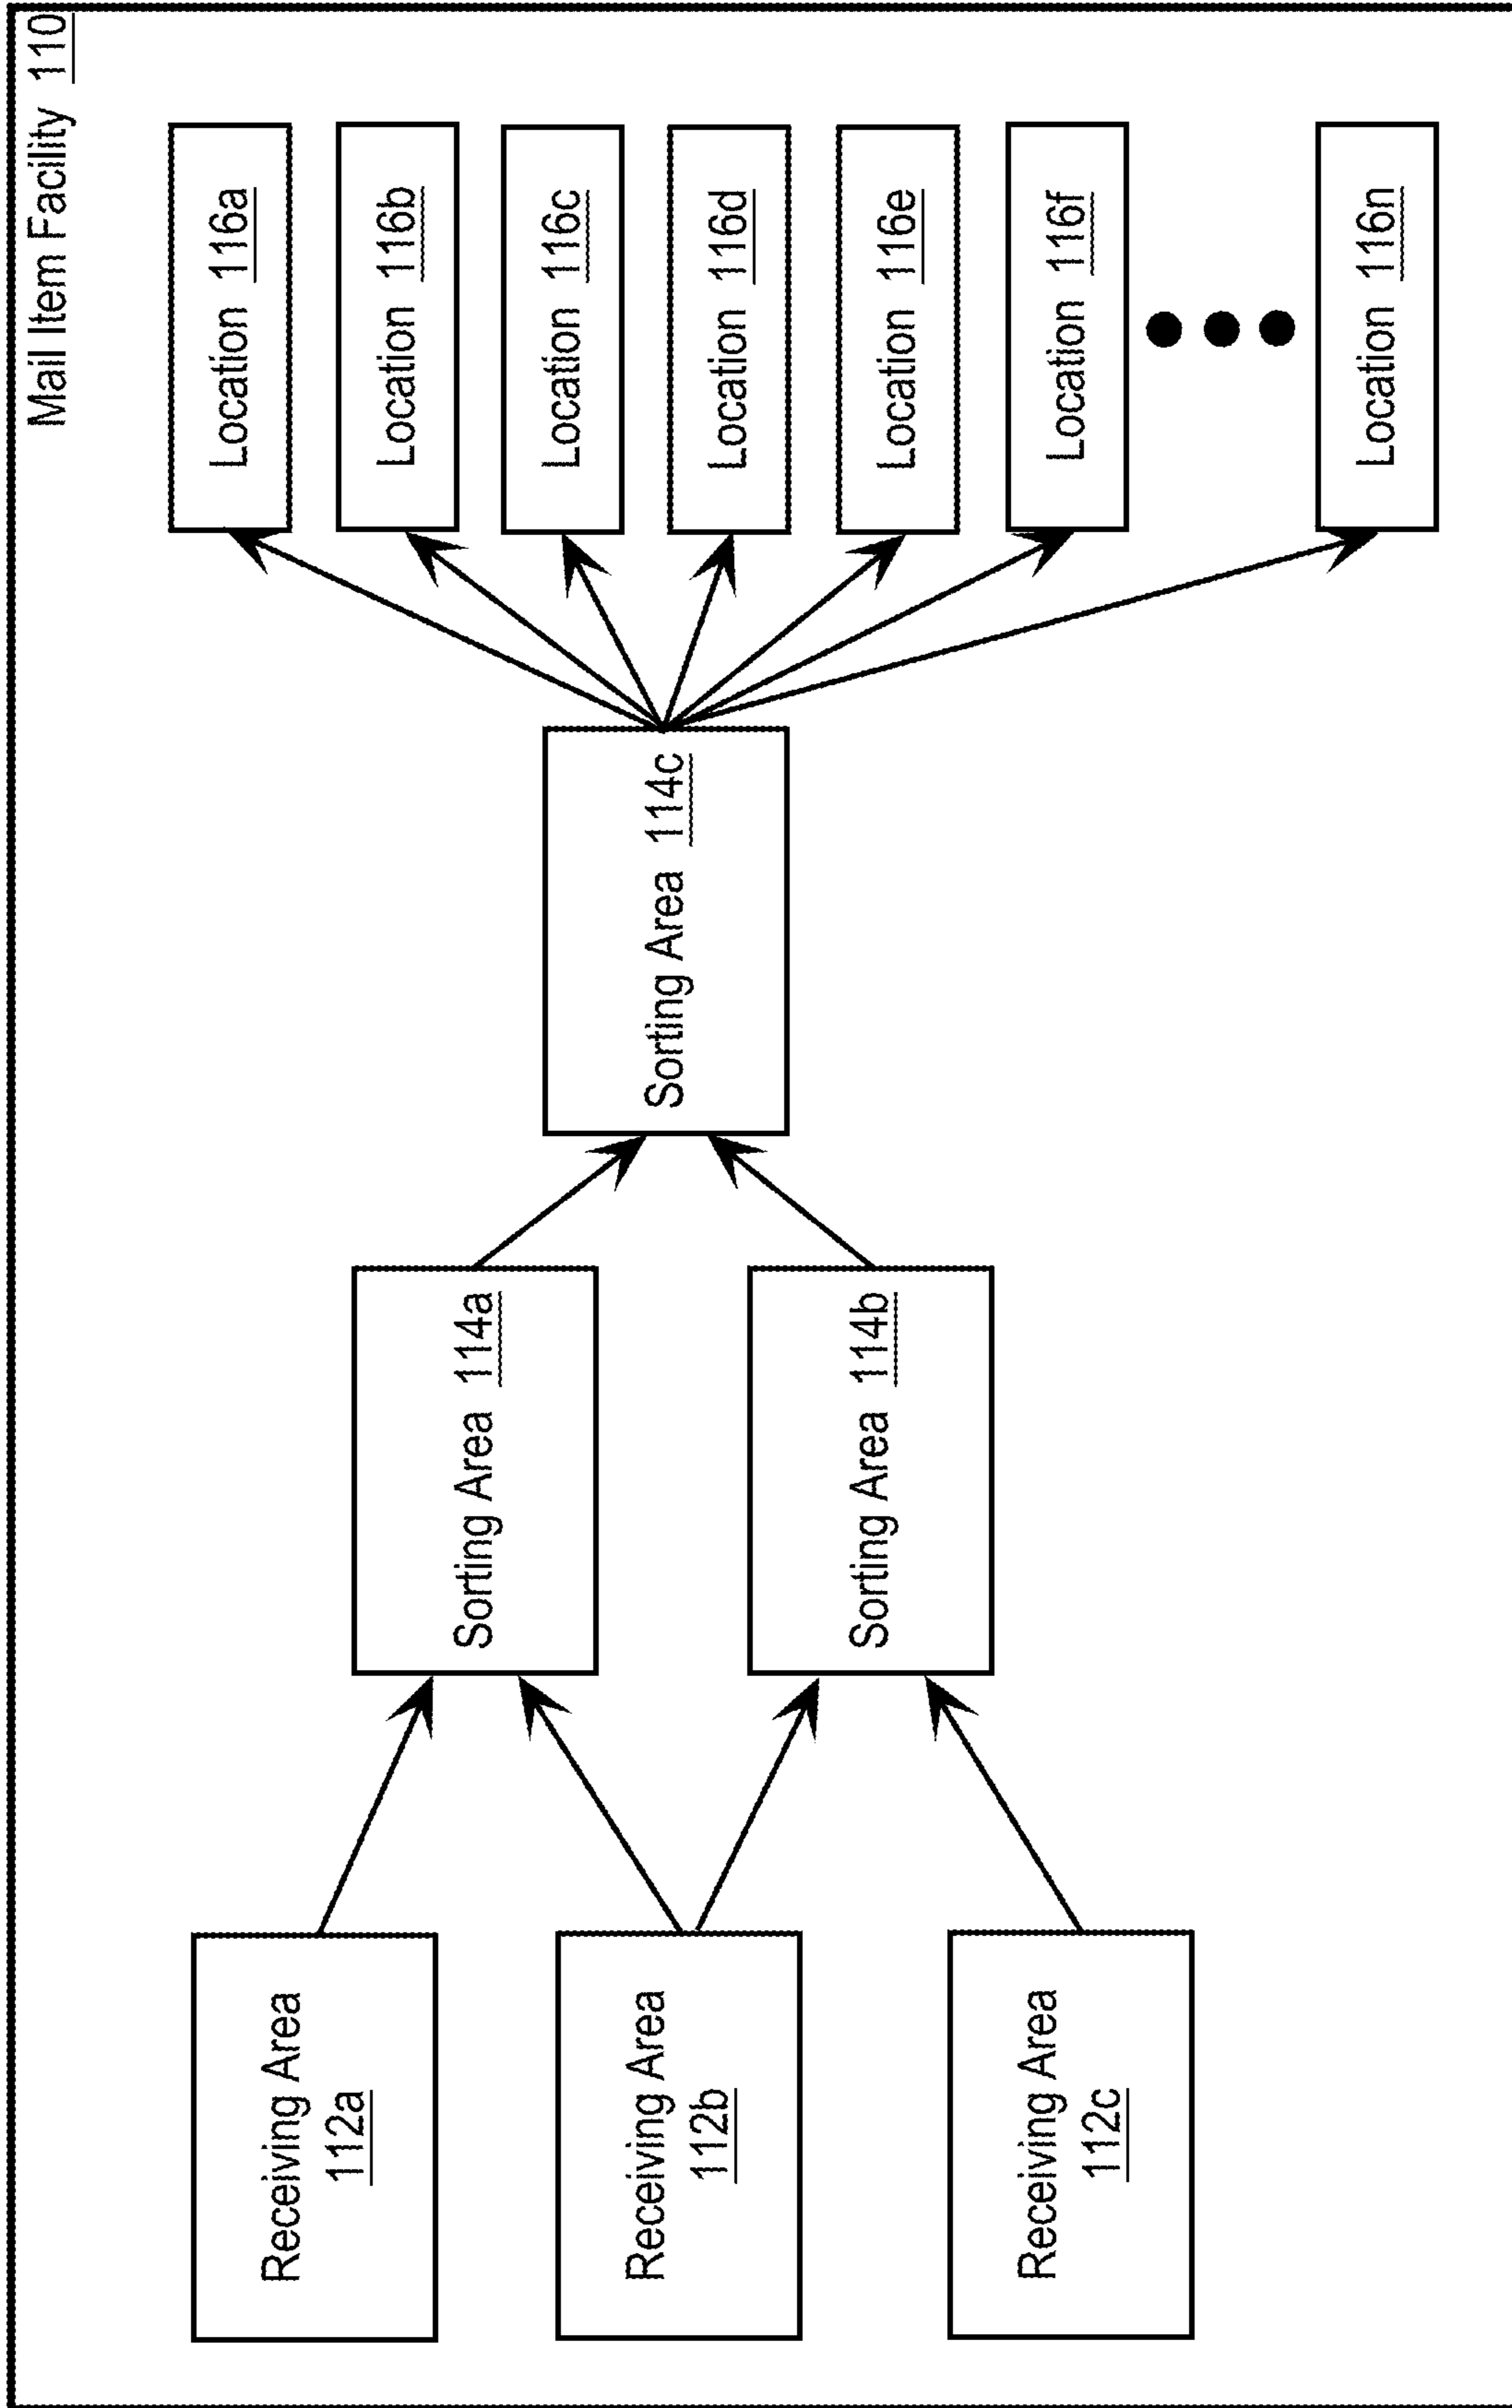 Mail Item Facility 110
Receiving Area
112a
Receiving Area
112b
Receiving Area
112c
Sorting Area 114a
Sorting Area 114b
Sorting Area 114c
Location 116a
Location 116b
Location 116c
Location 116d
Location 116e
Location 116f
Location 116n